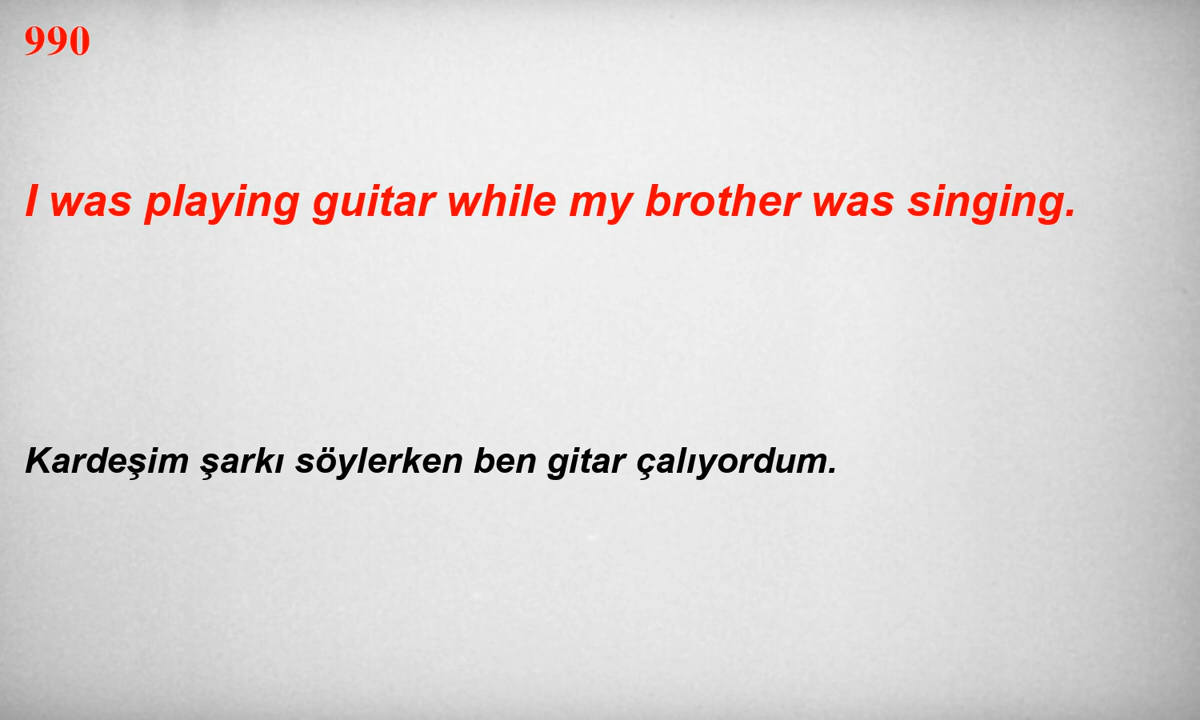 990
I was playing guitar while my brother was singing.
Kardeşim şarkı söylerken ben gitar çalıyordum.